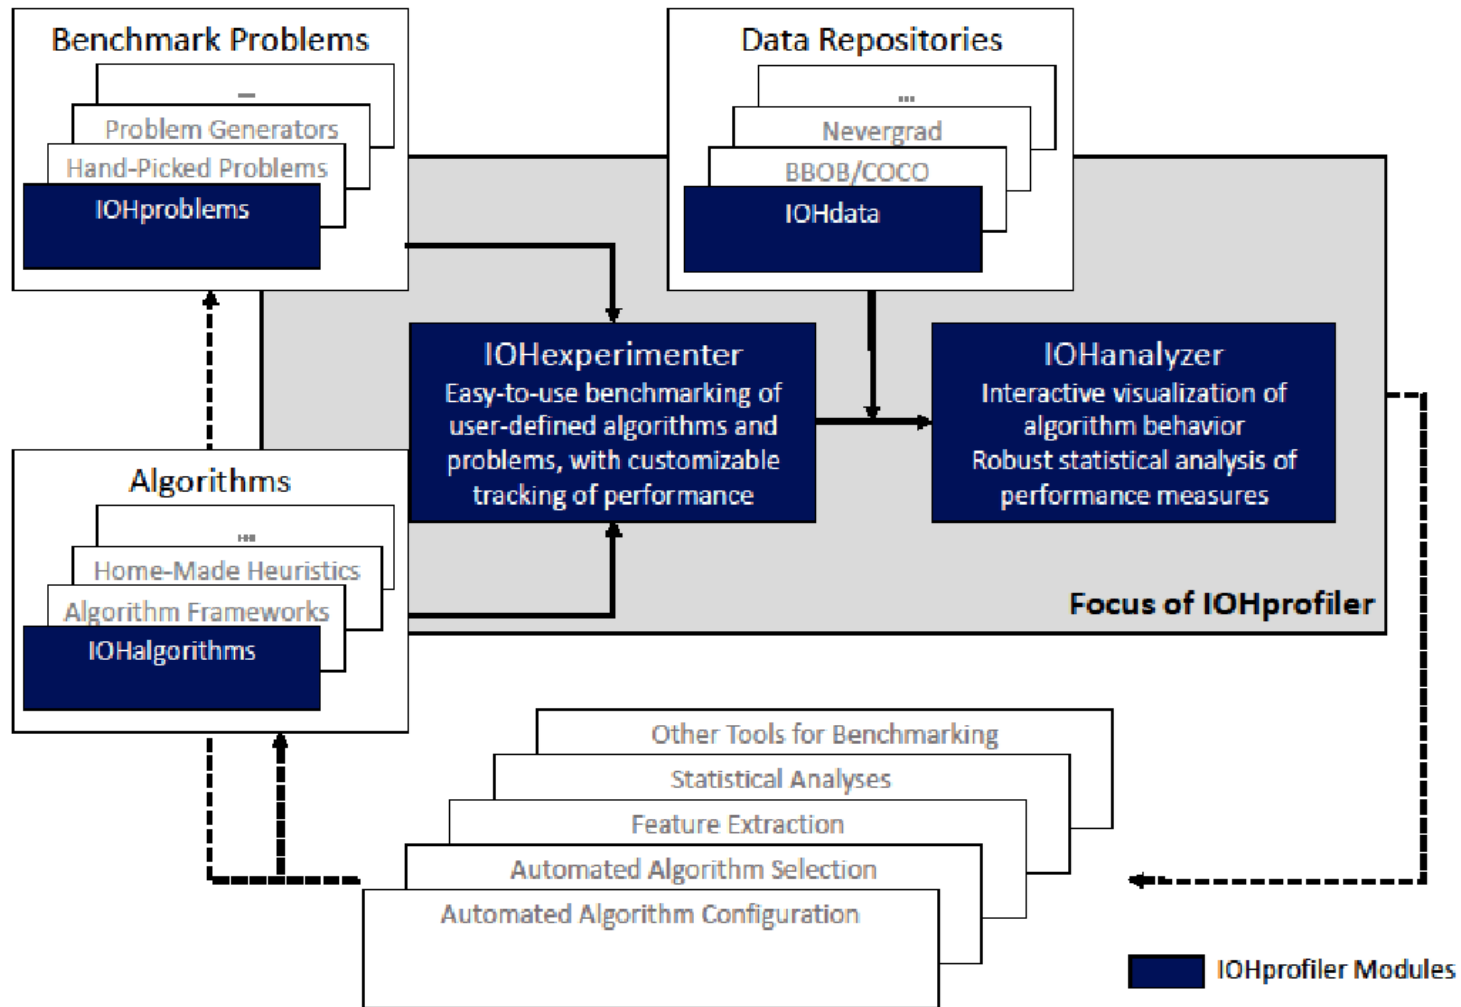 Benchmark Problems
...
Problem Generators
Hand-Picked Problems
IOHproblems
Data Repositories
...
Nevergrad
BBOB/COCO
IOHdata
IOHexperimenter
Easy-to-use benchmarking of
user-defined algorithms and
problems, with customizable
tracking of performance
IOHanalyzer
Interactive visualization of
algorithm behavior
Robust statistical analysis of
performance measures
Algorithms
...
Home-Made Heuristics
Algorithm Frameworks
IOHalgorithms
Focus of IOHprofiler
Other Tools for Benchmarking
Statistical Analyses
Feature Extraction
Automated Algorithm Selection
Automated Algorithm Configuration
IOHprofiler Modules